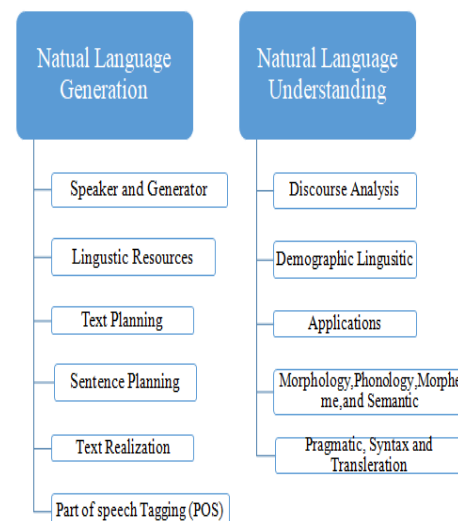 Natual Language
Generation
Speaker and Generator
Lingustic Resources
Text Planning
Sentence Planning
Text Realization
Part of speech Tagging (POS)
Natural Language
Understanding
Discourse Analysis
Demographic Lingusitic
Applications
Morphology,Phonology,Morphe
me,and Semantic
Pragmatic, Syntax and
Transleration